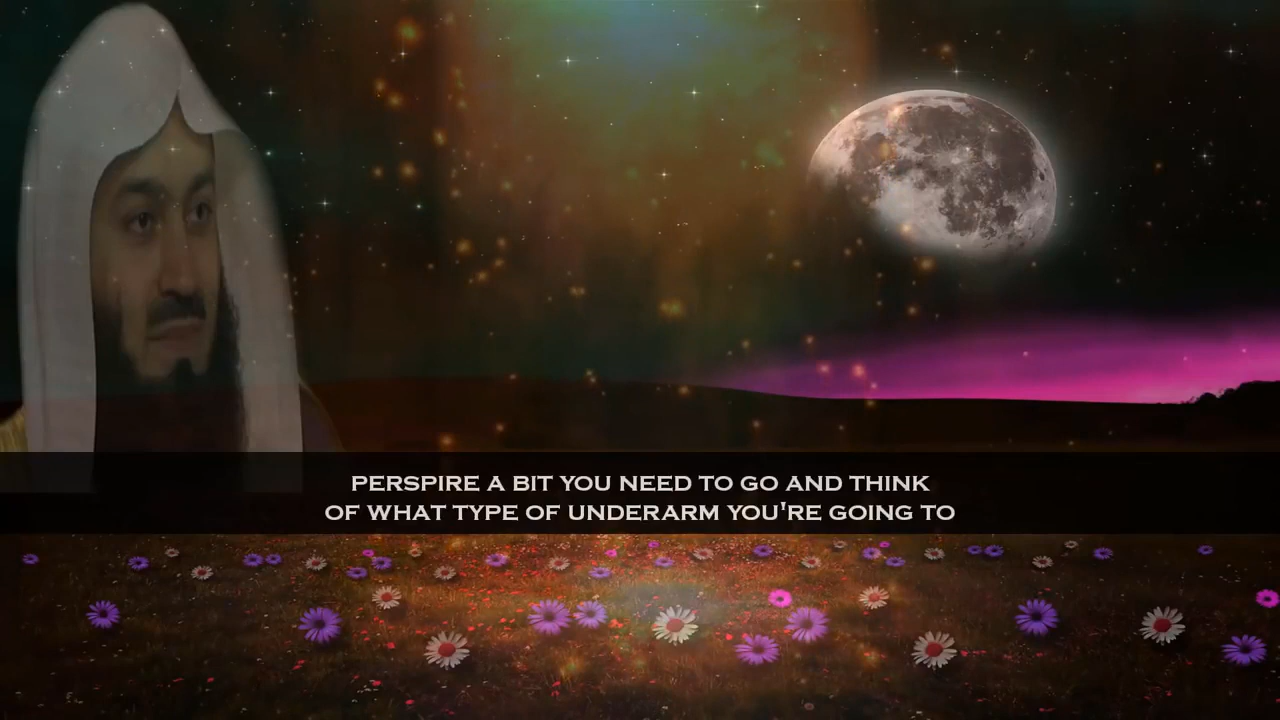 PERSPIRE A BIT YOU NEED TO GO AND THINK
OF WHAT TYPE OF UNDERARM YOU'RE GOING TO